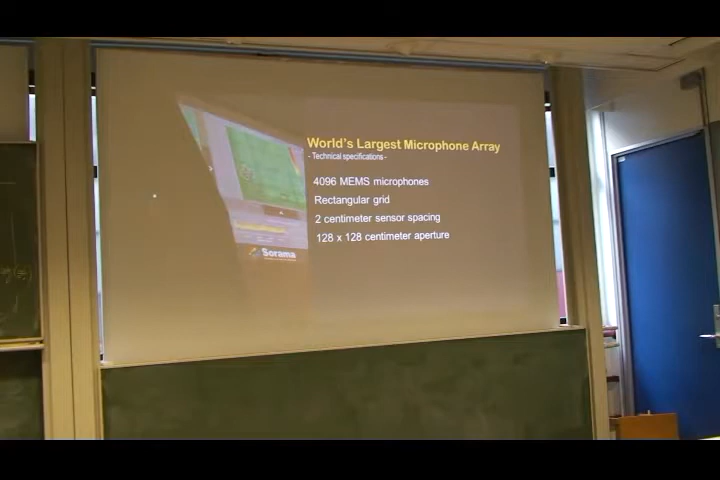 World's Largest Microphone Array
- Technical specifications -
4096 MEMS microphones
Rectangular grid
2 centimeter sensor spacing
128 x 128 centimeter aperture
Sorama